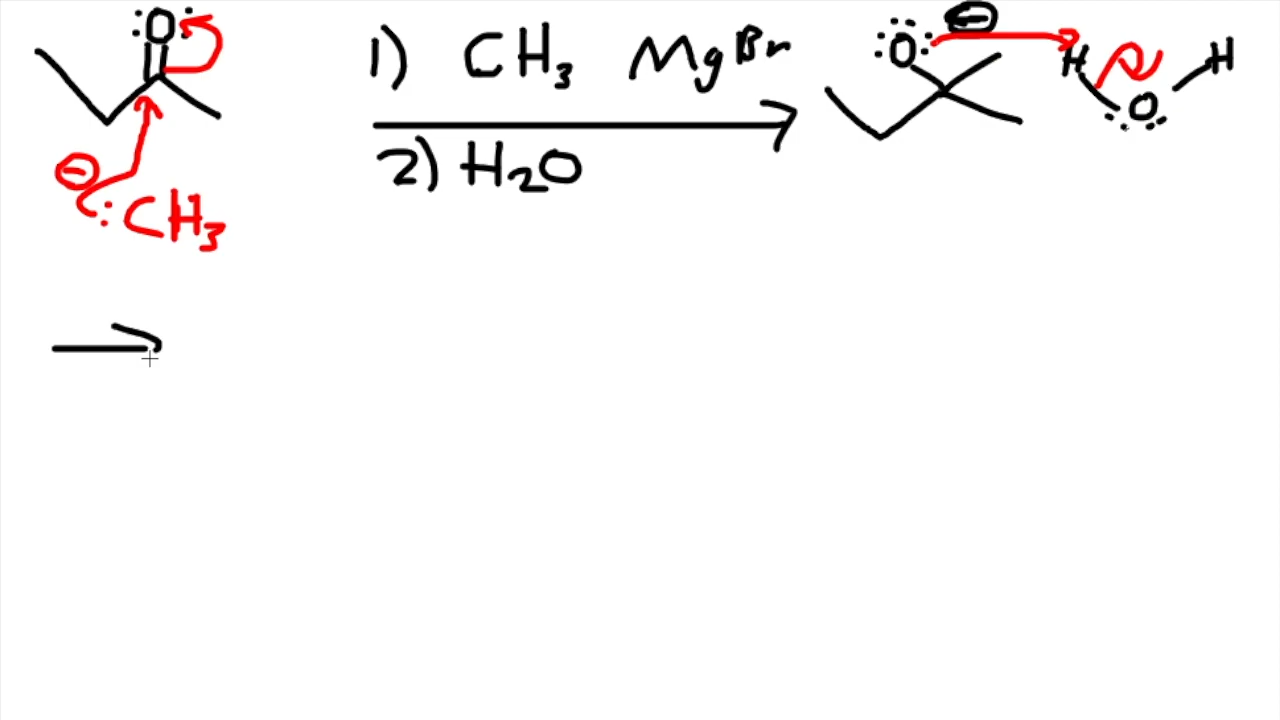 :O:
1) CH3 MgBr
2) H2O
:O: ⊖
H O H
⊖
:CH3